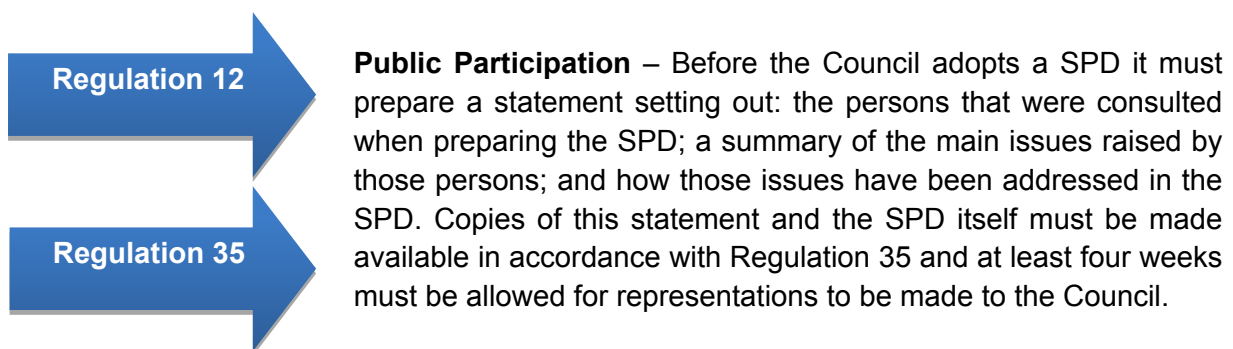 Regulation 12
Regulation 35
Public Participation – Before the Council adopts a SPD it must
prepare a statement setting out: the persons that were consulted
when preparing the SPD; a summary of the main issues raised by
those persons; and how those issues have been addressed in the
SPD. Copies of this statement and the SPD itself must be made
available in accordance with Regulation 35 and at least four weeks
must be allowed for representations to be made to the Council.